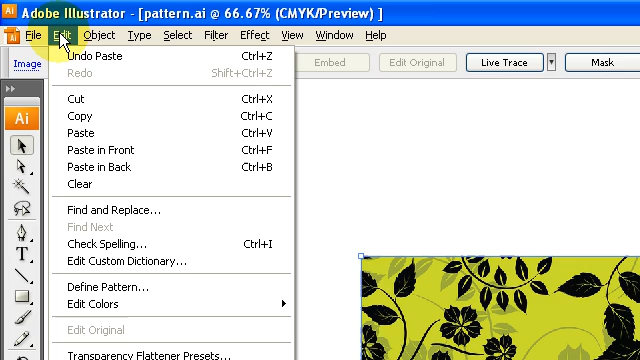 Ai Adobe Illustrator - [pattern.ai @ 66.67% (CMYK/Preview) ]
File Edit Object Type Select Filter Effect View Window Help
Image Embed Edit Original Live Trace Mask
Ai
Undo Paste Ctrl+Z
Redo Shift+Ctrl+Z
Cut Ctrl+X
Copy Ctrl+C
Paste Ctrl+V
Paste in Front Ctrl+F
Paste in Back Ctrl+B
Clear
Find and Replace...
Find Next
Check Spelling... Ctrl+I
Edit Custom Dictionary...
Define Pattern...
Edit Colors
Edit Original
Transparency Flattener Presets...
T